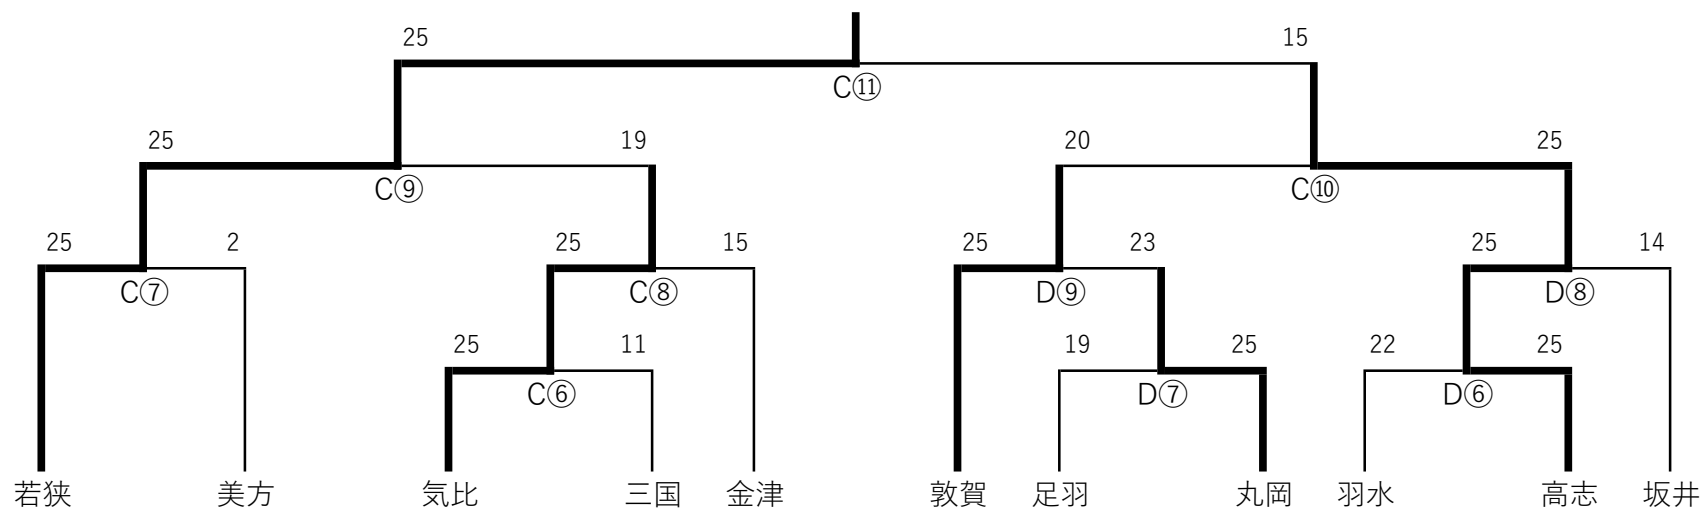 25 15
C⑪
25 19 20 25
C⑨ C⑩
25 2 25 15 25 23 25 14
C⑦ C⑧ D⑨ D⑧
25 11 19 25 22 25
C⑥ D⑦ D⑥
若狭 美方 気比 三国 金津 敦賀 足羽 丸岡 羽水 高志 坂井